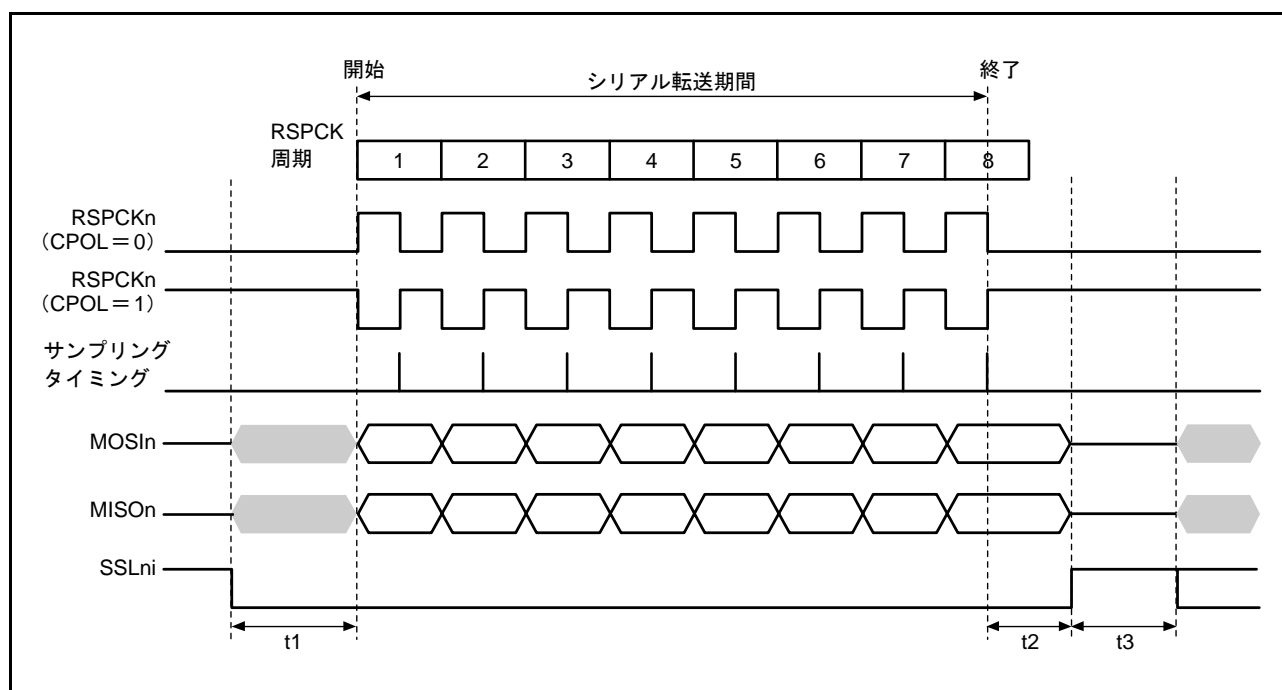 開始
シリアル転送期間
終了
RSPCK
周期
1 2 3 4 5 6 7 8
RSPCKn
(CPOL=0)
RSPCKn
(CPOL=1)
サンプリング
タイミング
MOSIn
MISOn
SSLni
t1
t2
t3